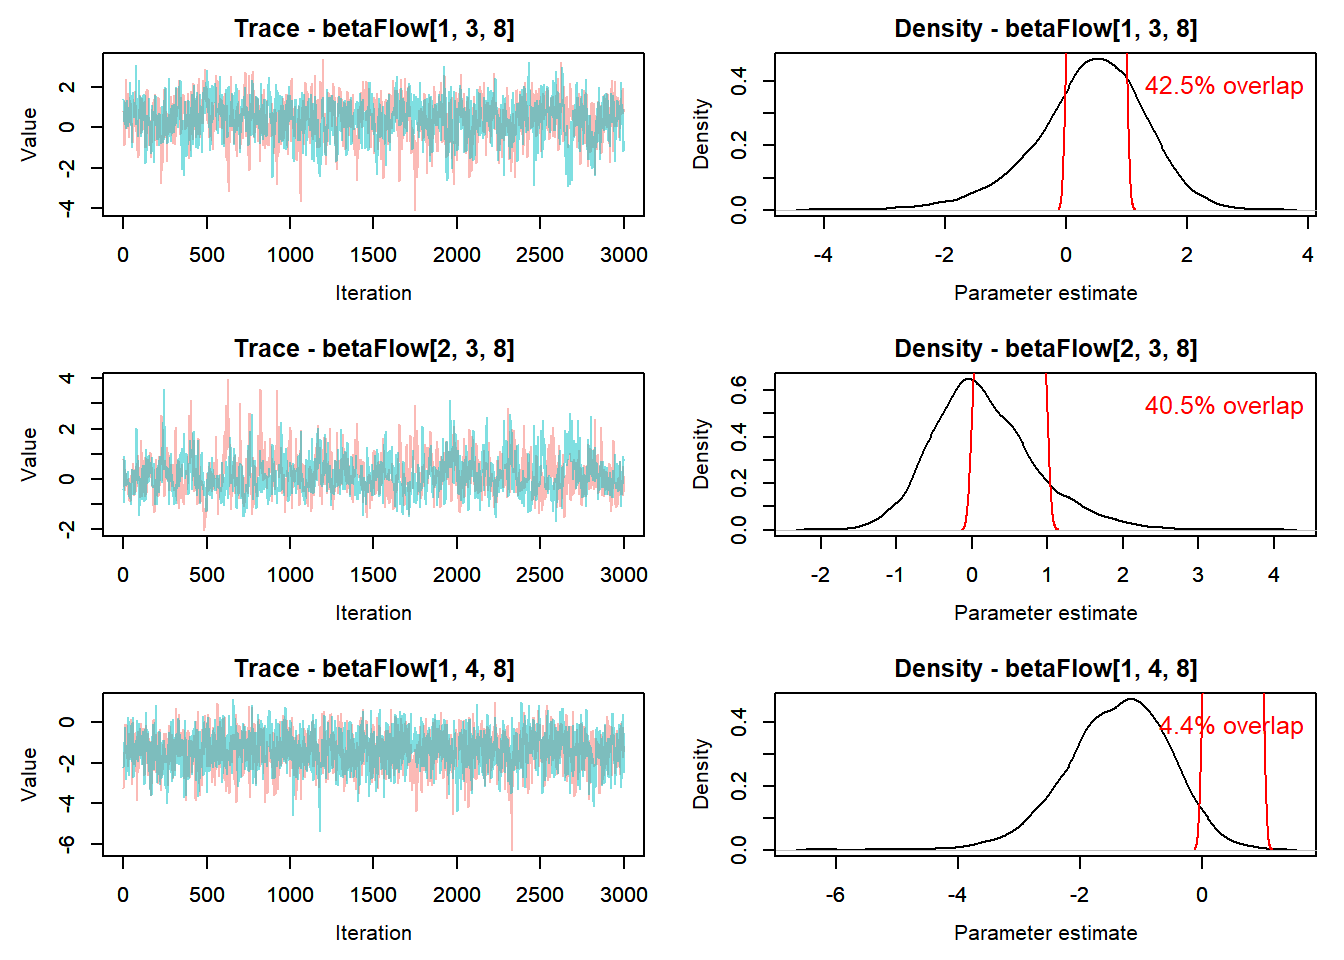 Trace - betaFlow[1, 3, 8]
Value
2
0
-2
-4
0 500 1000 1500 2000 2500 3000
Iteration
Density - betaFlow[1, 3, 8]
42.5% overlap
Density
0.4
0.2
0.0
-4 -2 0 2 4
Parameter estimate
Trace - betaFlow[2, 3, 8]
Value
4
2
0
-2
0 500 1000 1500 2000 2500 3000
Iteration
Density - betaFlow[2, 3, 8]
40.5% overlap
Density
0.6
0.4
0.2
0.0
-2 -1 0 1 2 3 4
Parameter estimate
Trace - betaFlow[1, 4, 8]
Value
0
-2
-4
-6
0 500 1000 1500 2000 2500 3000
Iteration
Density - betaFlow[1, 4, 8]
4.4% overlap
Density
0.4
0.2
0.0
-6 -4 -2 0
Parameter estimate